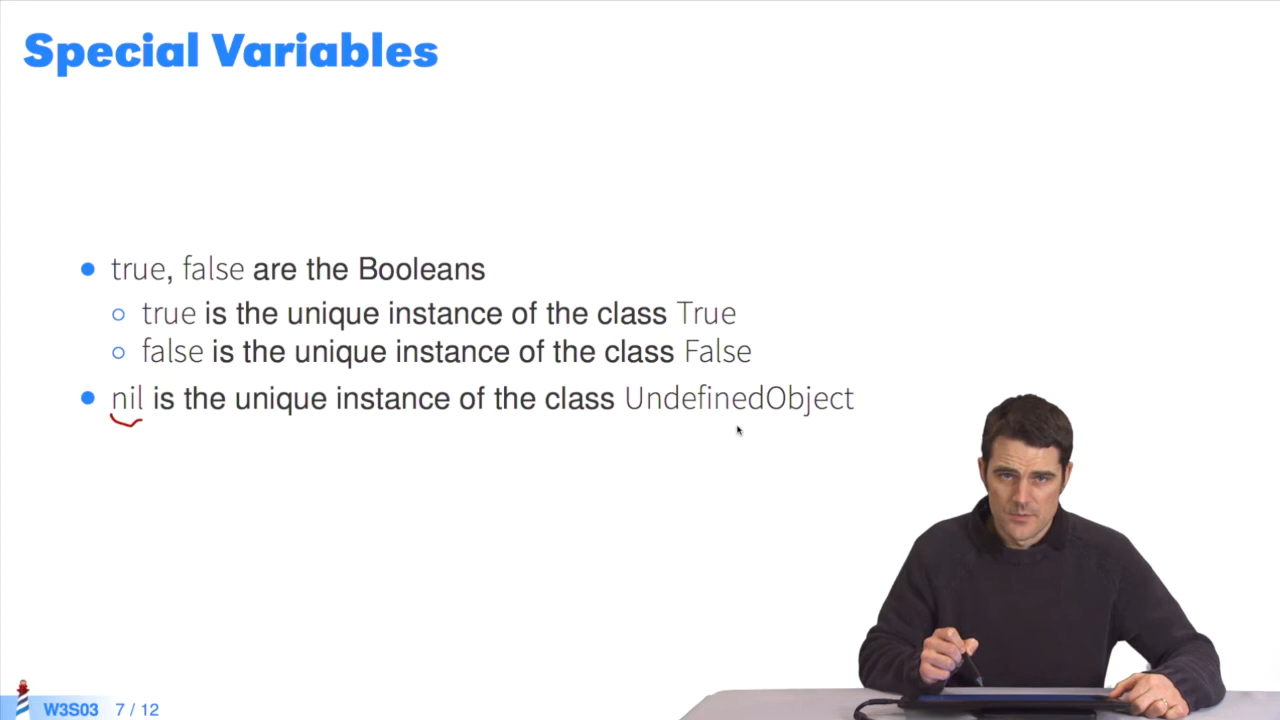 Special Variables
true, false are the Booleans
true is the unique instance of the class True
false is the unique instance of the class False
nil is the unique instance of the class UndefinedObject
W3S03 7 / 12